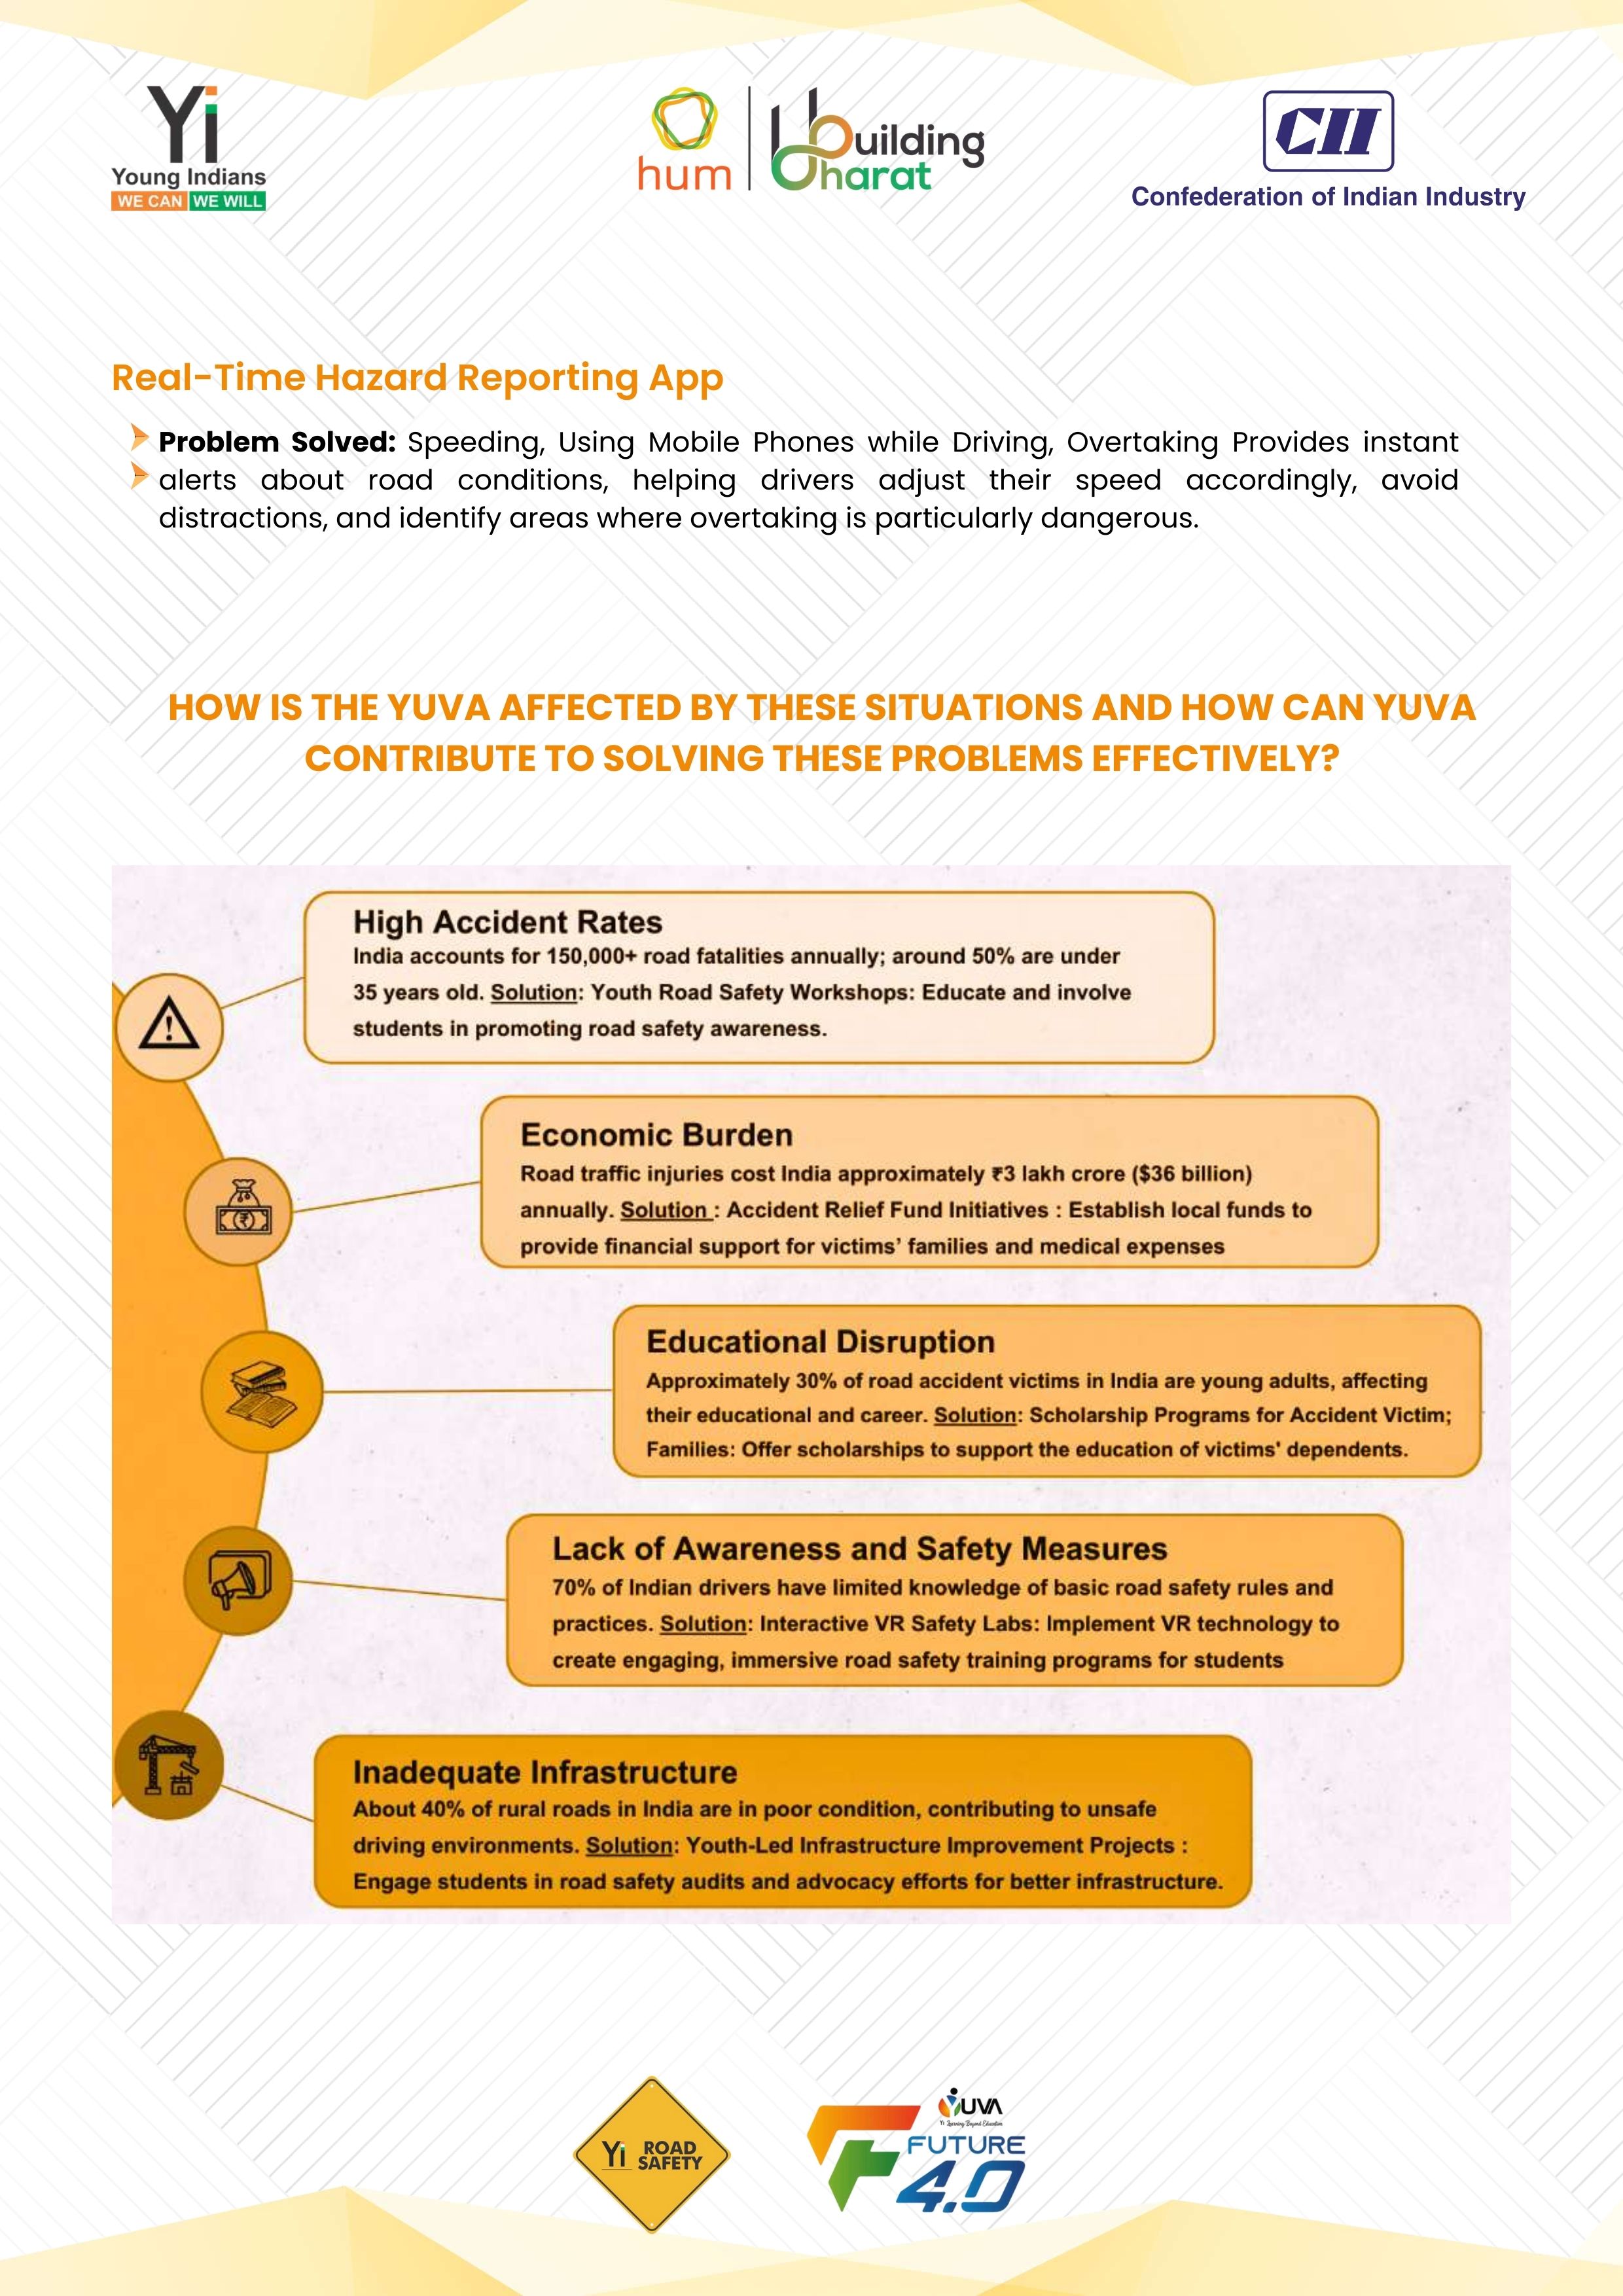 Yi
Young Indians
WE CAN WE WILL
hum
Building
Bharat
CII
Confederation of Indian Industry
Real-Time Hazard Reporting App
Problem Solved: Speeding, Using Mobile Phones while Driving, Overtaking Provides instant
alerts about road conditions, helping drivers adjust their speed accordingly, avoid
distractions, and identify areas where overtaking is particularly dangerous.
HOW IS THE YUVA AFFECTED BY THESE SITUATIONS AND HOW CAN YUVA
CONTRIBUTE TO SOLVING THESE PROBLEMS EFFECTIVELY?
High Accident Rates
India accounts for 150,000+ road fatalities annually; around 50% are under
35 years old. Solution: Youth Road Safety Workshops: Educate and involve
students in promoting road safety awareness.
Economic Burden
Road traffic injuries cost India approximately ₹3 lakh crore ($36 billion)
annually. Solution : Accident Relief Fund Initiatives : Establish local funds to
provide financial support for victims’ families and medical expenses
Educational Disruption
Approximately 30% of road accident victims in India are young adults, affecting
their educational and career. Solution: Scholarship Programs for Accident Victim;
Families: Offer scholarships to support the education of victims' dependents.
Lack of Awareness and Safety Measures
70% of Indian drivers have limited knowledge of basic road safety rules and
practices. Solution: Interactive VR Safety Labs: Implement VR technology to
create engaging, immersive road safety training programs for students
Inadequate Infrastructure
About 40% of rural roads in India are in poor condition, contributing to unsafe
driving environments. Solution: Youth-Led Infrastructure Improvement Projects :
Engage students in road safety audits and advocacy efforts for better infrastructure.
Yi ROAD
SAFETY
YUVA
Yi Learning Beyond Education
FUTURE
4.0